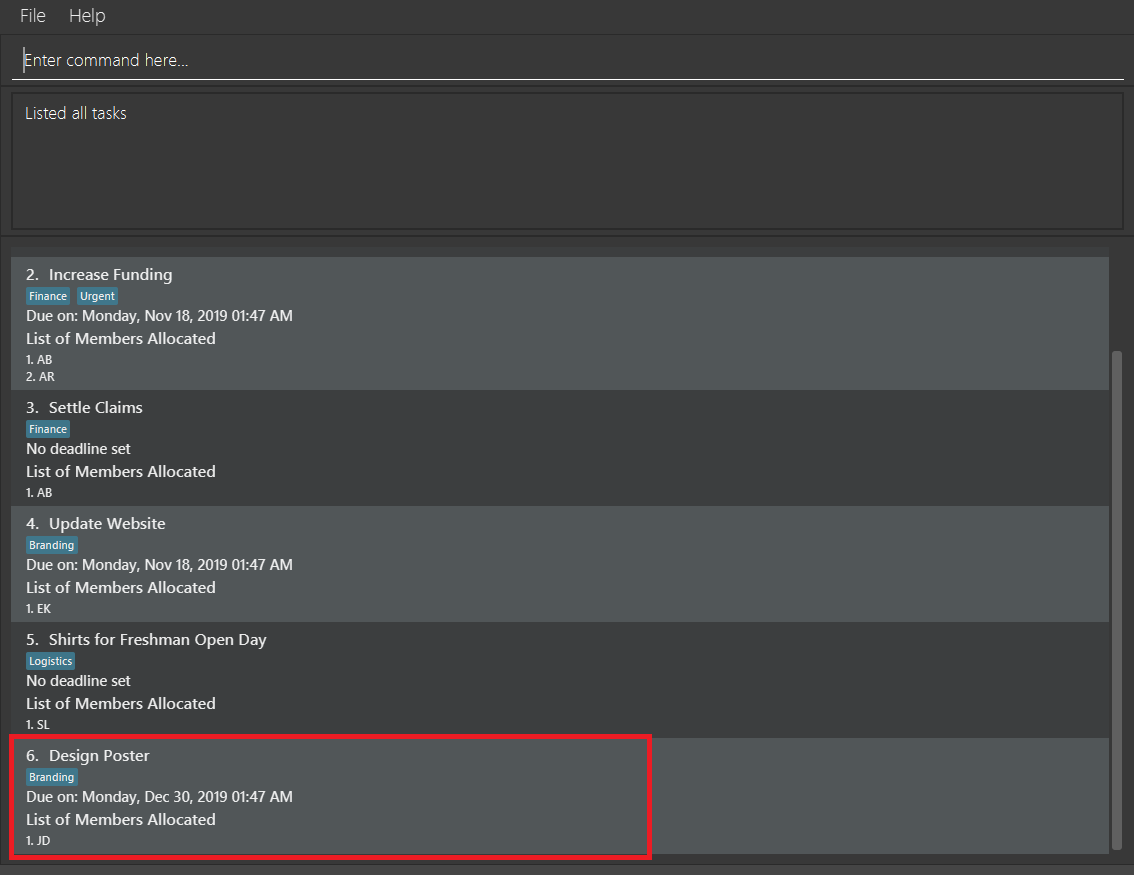 File Help
Enter command here...
Listed all tasks
2. Increase Funding
Finance Urgent
Due on: Monday, Nov 18, 2019 01:47 AM
List of Members Allocated
1. AB
2. AR
3. Settle Claims
Finance
No deadline set
List of Members Allocated
1. AB
4. Update Website
Branding
Due on: Monday, Nov 18, 2019 01:47 AM
List of Members Allocated
1. EK
5. Shirts for Freshman Open Day
Logistics
No deadline set
List of Members Allocated
1. SL
6. Design Poster
Branding
Due on: Monday, Dec 30, 2019 01:47 AM
List of Members Allocated
1. JD